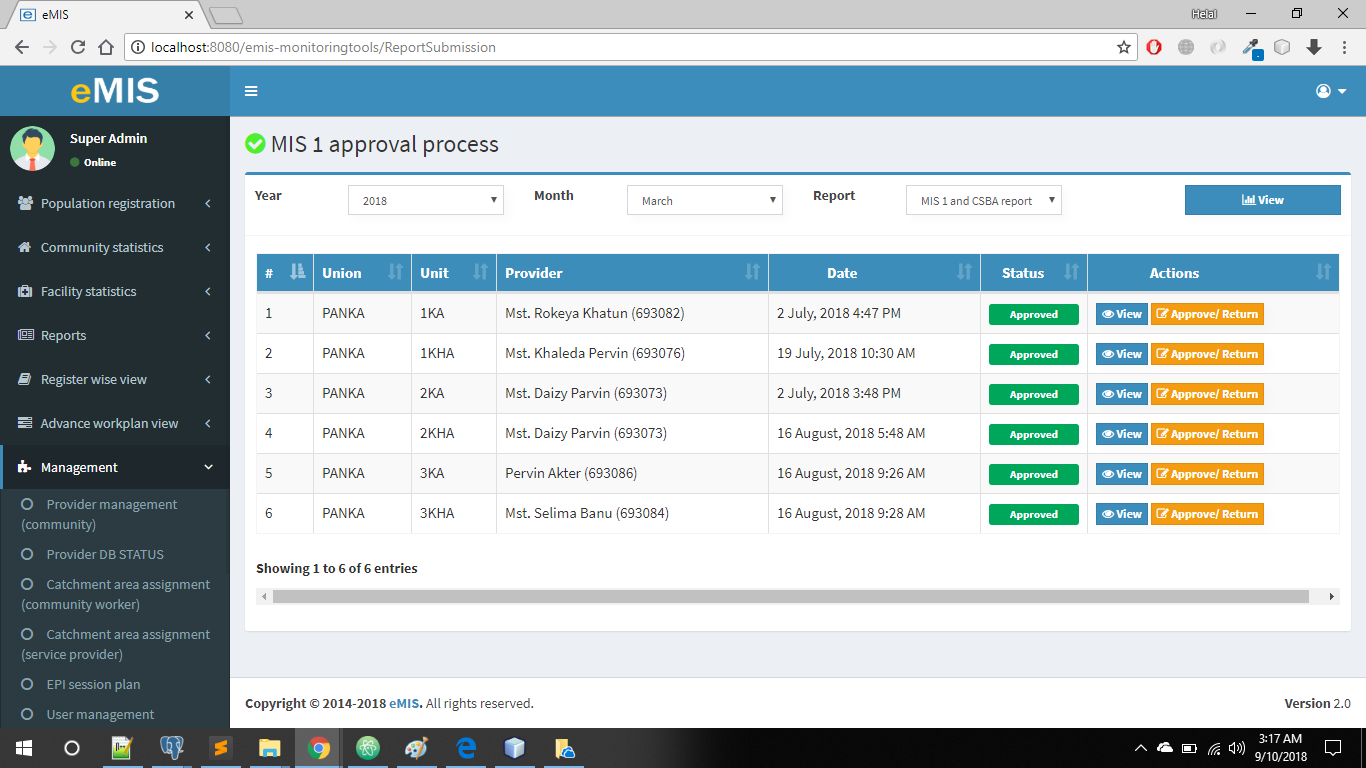 eMIS
Helal
localhost:8080/emis-monitoringtools/ReportSubmission
eMIS
Super Admin
Online
Population registration
Community statistics
Facility statistics
Reports
Register wise view
Advance workplan view
Management
Provider management
(community)
Provider DB STATUS
Catchment area assignment
(community worker)
Catchment area assignment
(service provider)
EPI session plan
User management
MIS 1 approval process
Year 2018 Month March Report MIS 1 and CSBA report View
# Union Unit Provider Date Status Actions
1 PANKA 1KA Mst. Rokeya Khatun (693082) 2 July, 2018 4:47 PM Approved View Approve/ Return
2 PANKA 1KHA Mst. Khaleda Pervin (693076) 19 July, 2018 10:30 AM Approved View Approve/ Return
3 PANKA 2KA Mst. Daizy Parvin (693073) 2 July, 2018 3:48 PM Approved View Approve/ Return
4 PANKA 2KHA Mst. Daizy Parvin (693073) 16 August, 2018 5:48 AM Approved View Approve/ Return
5 PANKA 3KA Pervin Akter (693086) 16 August, 2018 9:26 AM Approved View Approve/ Return
6 PANKA 3KHA Mst. Selima Banu (693084) 16 August, 2018 9:28 AM Approved View Approve/ Return
Showing 1 to 6 of 6 entries
Copyright © 2014-2018 eMIS. All rights reserved. Version 2.0
3:17 AM
9/10/2018